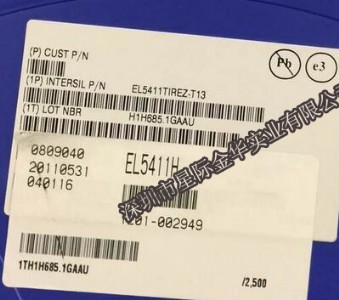 (P) CUST P/N
Pb e3
(1P) INTERSIL P/N EL5411TIREZ-T13
(1T) LOT NBR H1H685.1GAAU
0809040
20110531
040116
EL5411H
1201-002949
深圳市星际金华实业有限公司
1TH1H685.1GAAU
/2,500